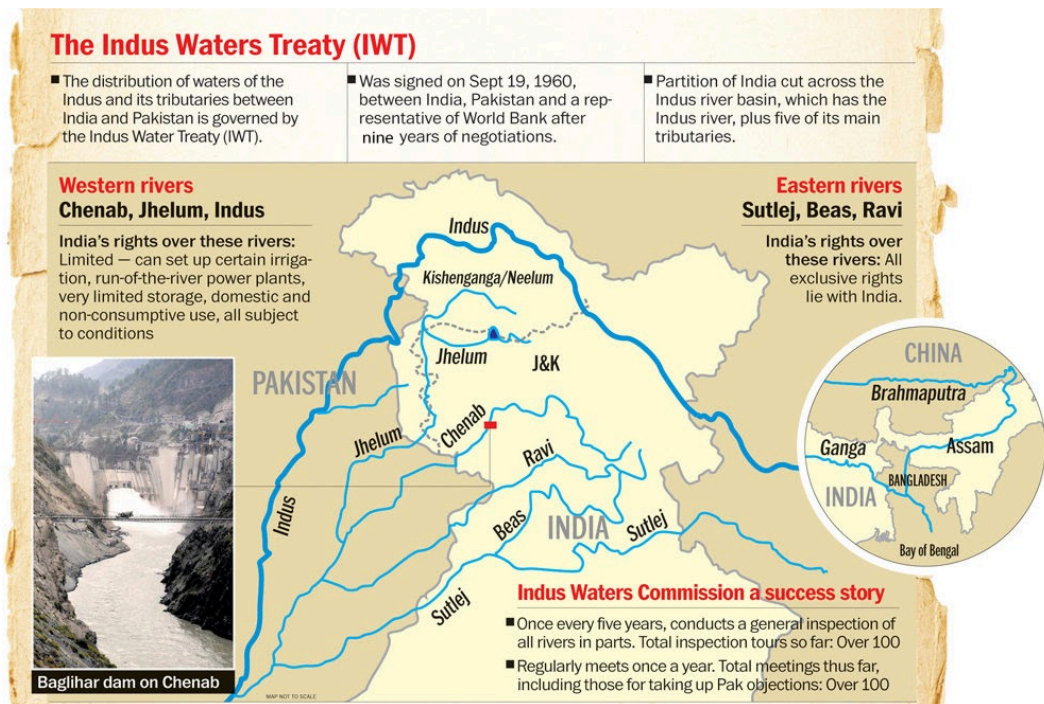 The Indus Waters Treaty (IWT)
■ The distribution of waters of the
Indus and its tributaries between
India and Pakistan is governed by
the Indus Water Treaty (IWT).
■ Was signed on Sept 19, 1960,
between India, Pakistan and a rep-
resentative of World Bank after
nine years of negotiations.
■ Partition of India cut across the
Indus river basin, which has the
Indus river, plus five of its main
tributaries.
Western rivers
Chenab, Jhelum, Indus
India's rights over these rivers:
Limited — can set up certain irriga-
tion, run-of-the-river power plants,
very limited storage, domestic and
non-consumptive use, all subject
to conditions
Eastern rivers
Sutlej, Beas, Ravi
India's rights over
these rivers: All
exclusive rights
lie with India.
Indus
Kishenganga/Neelum
Jhelum
J&K
PAKISTAN
Chenab
Jhelum
Ravi
Indus
Beas
INDIA
Sutlej
Sutlej
CHINA
Brahmaputra
Ganga
Assam
BANGLADESH
INDIA
Bay of Bengal
Indus Waters Commission a success story
■ Once every five years, conducts a general inspection of
all rivers in parts. Total inspection tours so far: Over 100
■ Regularly meets once a year. Total meetings thus far,
including those for taking up Pak objections: Over 100
Baglihar dam on Chenab
MAP NOT TO SCALE